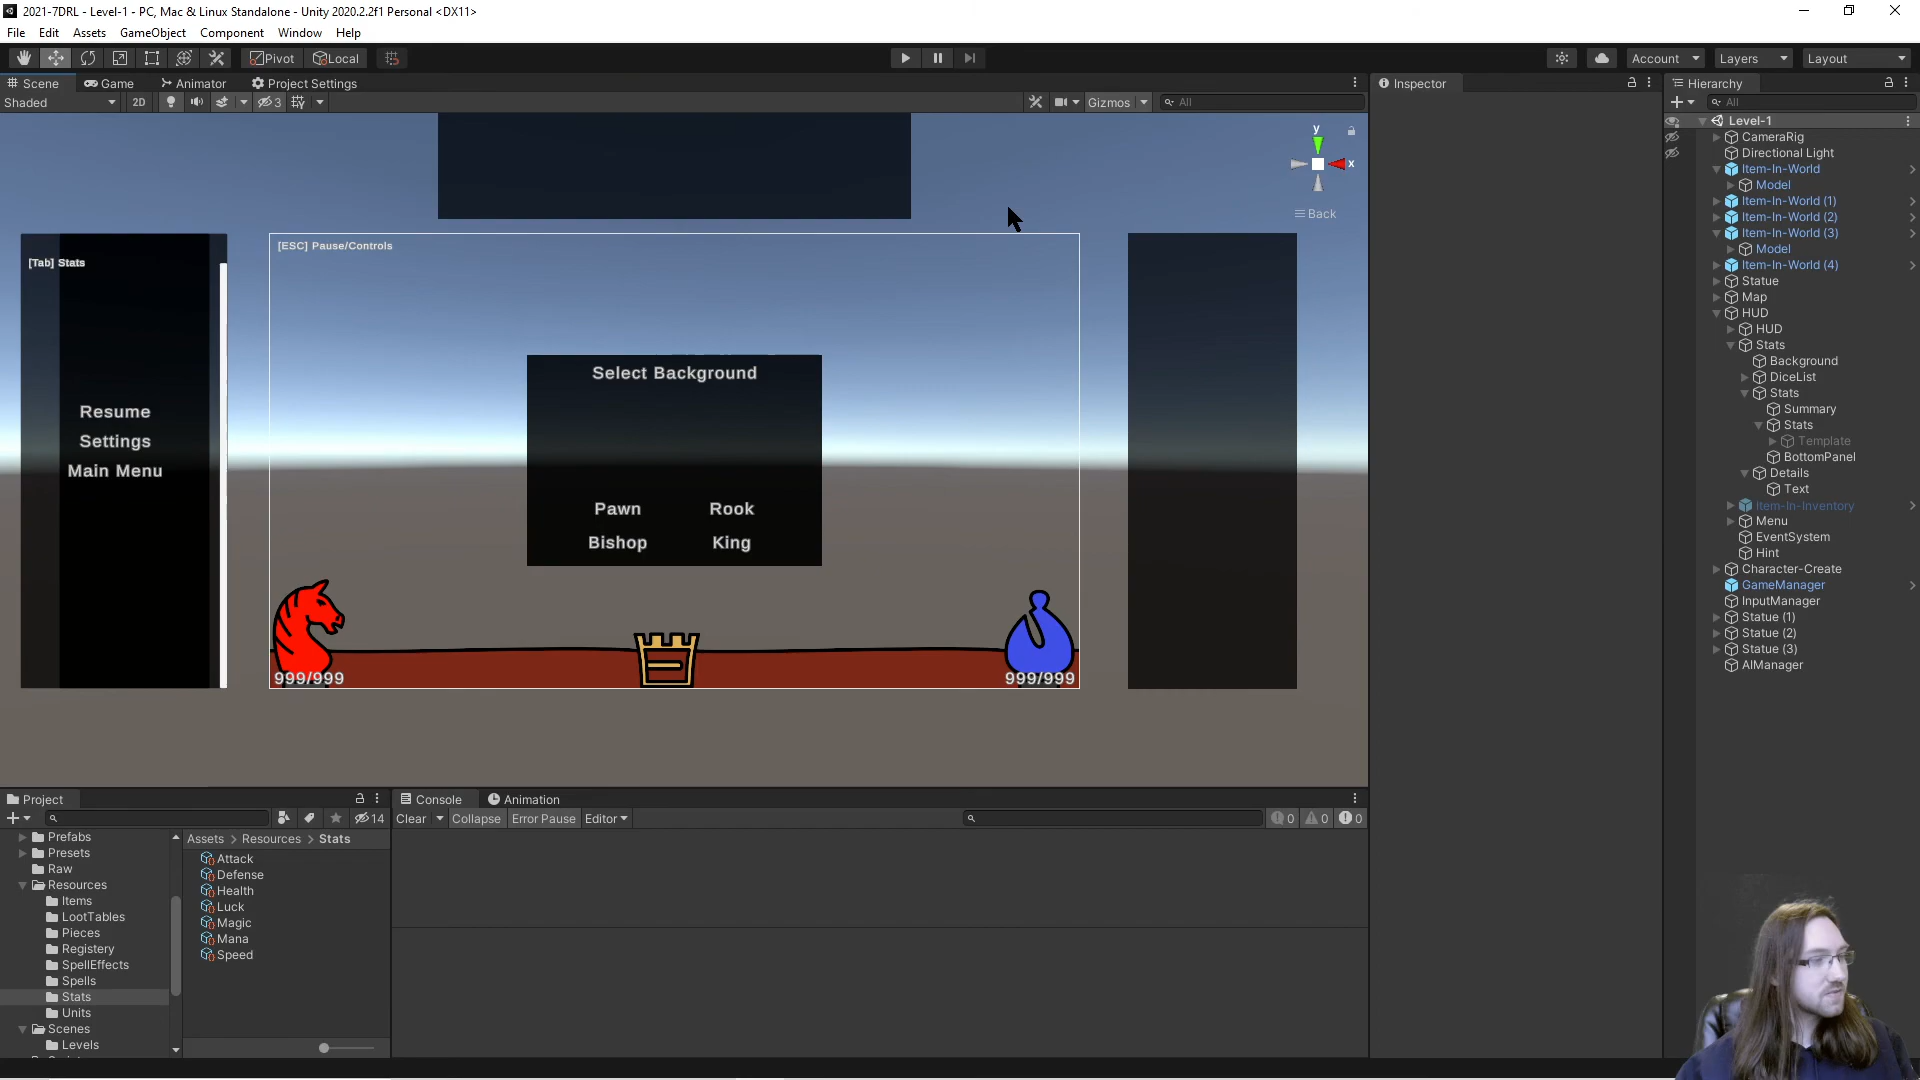 2021-7DRL - Level-1 - PC, Mac & Linux Standalone - Unity 2020.2.2f1 Personal <DX11>
File Edit Assets GameObject Component Window Help
Pivot Local Account Layers Layout
Scene Game Animator Project Settings
Shaded 2D 3 Gizmos All
y
x
Back
[Tab] Stats
Resume
Settings
Main Menu
[ESC] Pause/Controls
Select Background
Pawn Rook
Bishop King
999/999
999/999
Inspector
Hierarchy
All
Level-1
CameraRig
Directional Light
Item-In-World
Model
Item-In-World (1)
Item-In-World (2)
Item-In-World (3)
Model
Item-In-World (4)
Statue
Map
HUD
HUD
Stats
Background
DiceList
Stats
Summary
Stats
Template
BottomPanel
Details
Text
Item-In-Inventory
Menu
EventSystem
Hint
Character-Create
GameManager
InputManager
Statue (1)
Statue (2)
Statue (3)
AIManager
Project
14
Prefabs
Presets
Raw
Resources
Items
LootTables
Pieces
Registery
SpellEffects
Spells
Stats
Units
Scenes
Levels
Assets > Resources > Stats
Attack
Defense
Health
Luck
Magic
Mana
Speed
Console Animation
Clear Collapse Error Pause Editor 0 0 0